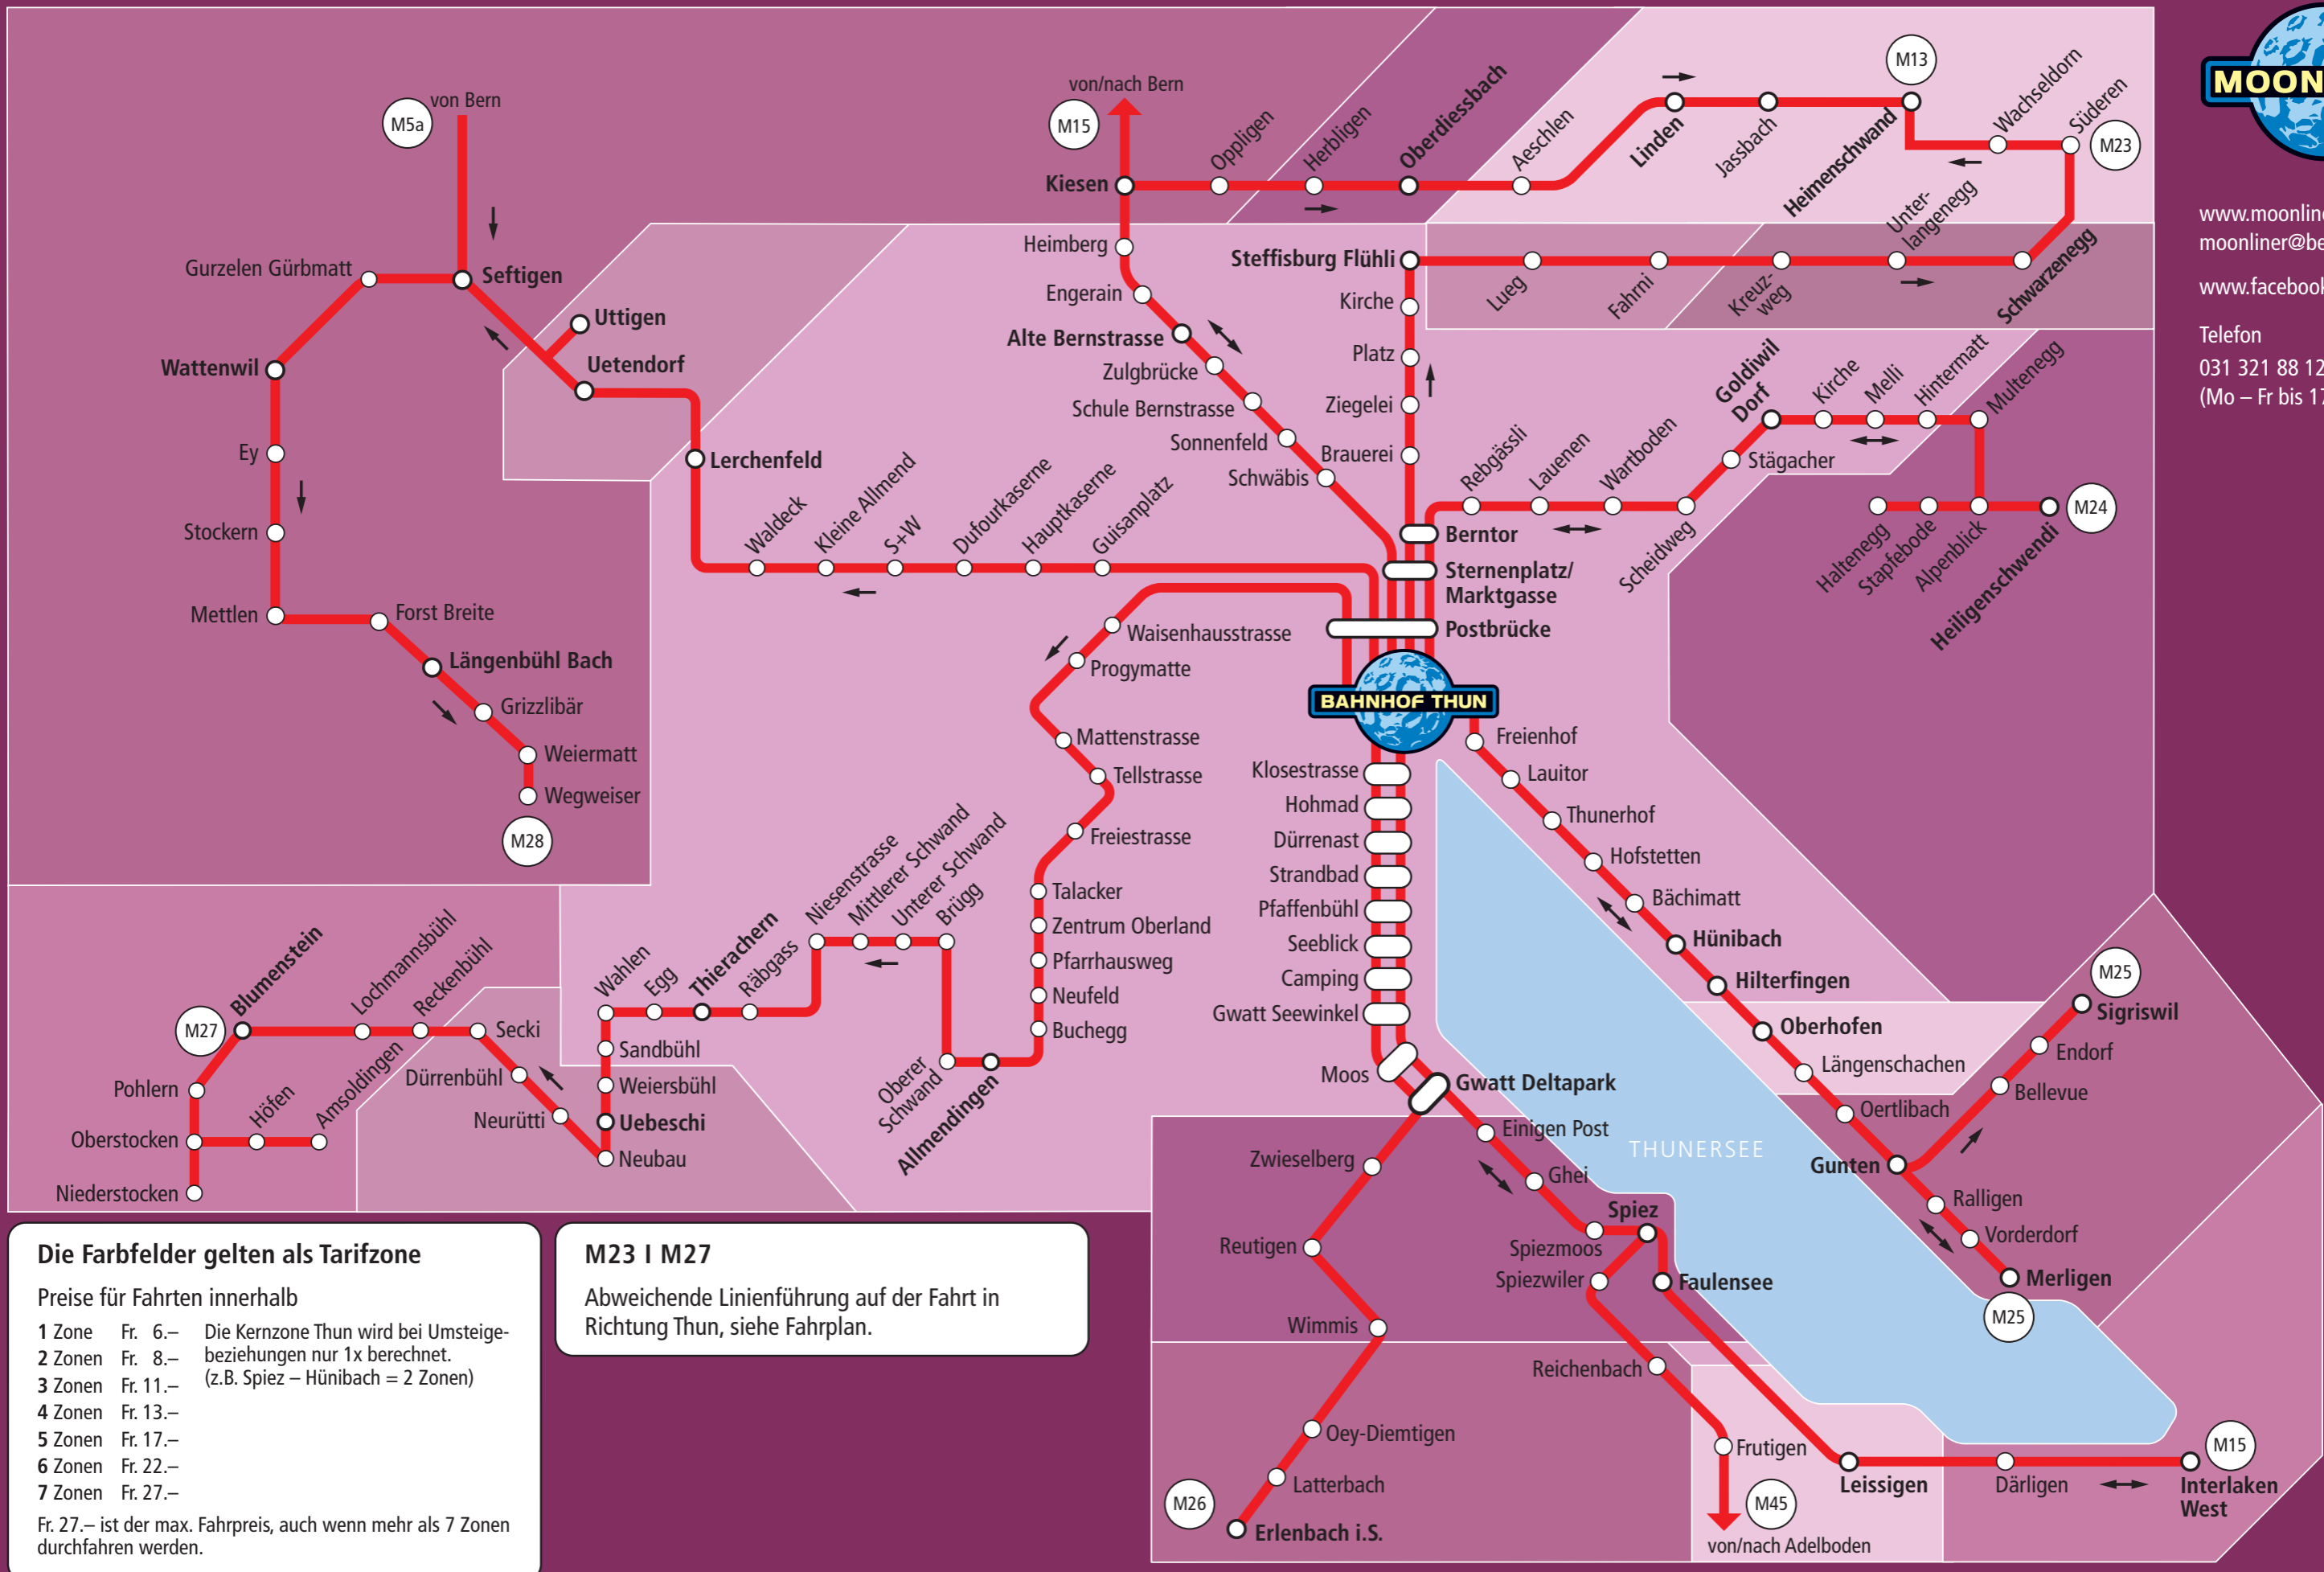 M5a
von Bern
Gurzelen Gürbmatt
Seftigen
Uttigen
Uetendorf
Wattenwil
Ey
Stockern
Mettlen
Forst Breite
Längenbühl Bach
Grizzlibär
Weiermatt
Wegweiser
M28
Lerchenfeld
Waldeck
Kleine Allmend
S+W
Dufourkaserne
Hauptkaserne
Guisanplatz
von/nach Bern
M15
Kiesen
Oppligen
Herbligen
Oberdiessbach
Aeschlen
Linden
Jassbach
M13
Heimenschwand
Wachseldorn
Süderen
M23
Heimberg
Engerain
Alte Bernstrasse
Zulgbrücke
Schule Bernstrasse
Sonnenfeld
Schwäbis
Steffisburg Flühli
Kirche
Platz
Ziegelei
Brauerei
Lueg
Fahrni
Kreuz-
weg
Unter-
langenegg
Schwarzenegg
Berntor
Sternenplatz/
Marktgasse
Postbrücke
Rebgässli
Lauenen
Wartboden
Scheidweg
Stägacher
Goldiwil
Dorf
Kirche
Melli
Hintermatt
Multenegg
Haltenegg
Stapfebode
Alpenblick
Heiligenschwendi
M24
BAHNHOF THUN
Waisenhausstrasse
Progymatte
Mattenstrasse
Tellstrasse
Freiestrasse
Talacker
Zentrum Oberland
Pfarrhausweg
Neufeld
Buchegg
Allmendingen
Oberer
Schwand
Brügg
Unterer Schwand
Mittlerer Schwand
Niesenstrasse
Räbgass
Thierachern
Egg
Wahlen
Sandbühl
Weiersbühl
Uebeschi
Neubau
Neurütti
Dürrenbühl
Secki
Reckenbühl
Lochmannsbühl
Blumenstein
M27
Pohlern
Oberstocken
Höfen
Amsoldingen
Niederstocken
Klosestrasse
Hohmad
Dürrenast
Strandbad
Pfaffenbühl
Seeblick
Camping
Gwatt Seewinkel
Moos
Gwatt Deltapark
Zwieselberg
Reutigen
Wimmis
Oey-Diemtigen
Latterbach
Erlenbach i.S.
M26
Einigen Post
Ghei
Spiezmoos
Spiez
Spiezwiler
Faulensee
Reichenbach
Frutigen
M45
von/nach Adelboden
Leissigen
Därligen
Interlaken
West
M15
THUNERSEE
Freienhof
Lauitor
Thunerhof
Hofstetten
Bächimatt
Hünibach
Hilterfingen
Oberhofen
Längenschachen
Oertlibach
Gunten
Bellevue
Endorf
Sigriswil
M25
Ralligen
Vorderdorf
Merligen
M25
Telefon
031 321 88 12
(Mo – Fr bis
Die Farbfelder gelten als Tarifzone
Preise für Fahrten innerhalb
1 Zone Fr. 6.–
2 Zonen Fr. 8.–
3 Zonen Fr. 11.–
4 Zonen Fr. 13.–
5 Zonen Fr. 17.–
6 Zonen Fr. 22.–
7 Zonen Fr. 27.–
Die Kernzone Thun wird bei Umsteige-
beziehungen nur 1x berechnet.
(z.B. Spiez – Hünibach = 2 Zonen)
Fr. 27.– ist der max. Fahrpreis, auch wenn mehr als 7 Zonen
durchfahren werden.
M23 I M27
Abweichende Linienführung auf der Fahrt in
Richtung Thun, siehe Fahrplan.